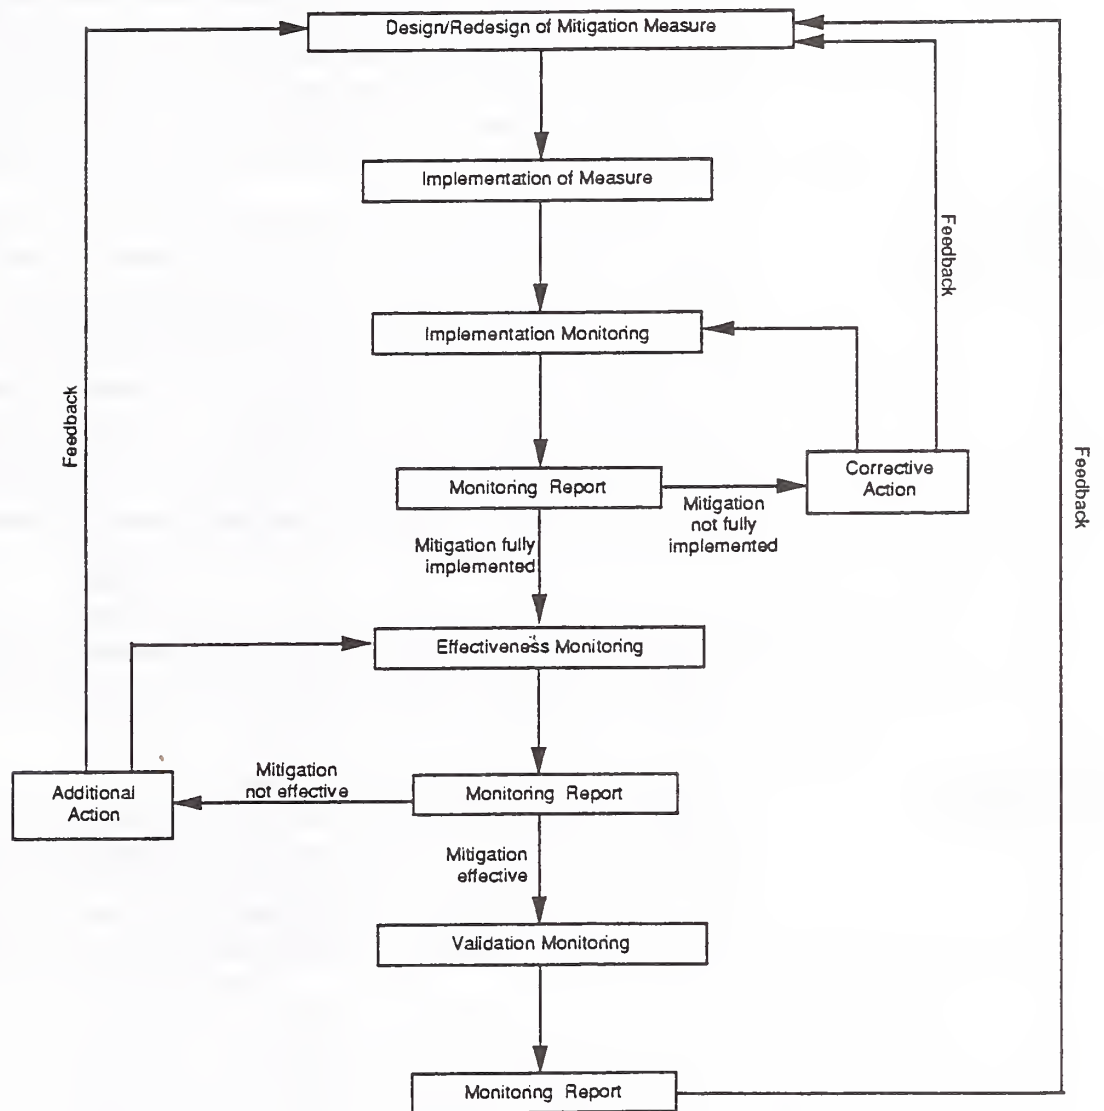 Design/Redesign of Mitigation Measure
Implementation of Measure
Feedback
Implementation Monitoring
Feedback
Feedback
Corrective
Action
Monitoring Report
Mitigation
not fully
implemented
Mitigation fully
implemented
Effectiveness Monitoring
Additional
Action
Mitigation
not effective
Monitoring Report
Mitigation
effective
Validation Monitoring
Monitoring Report